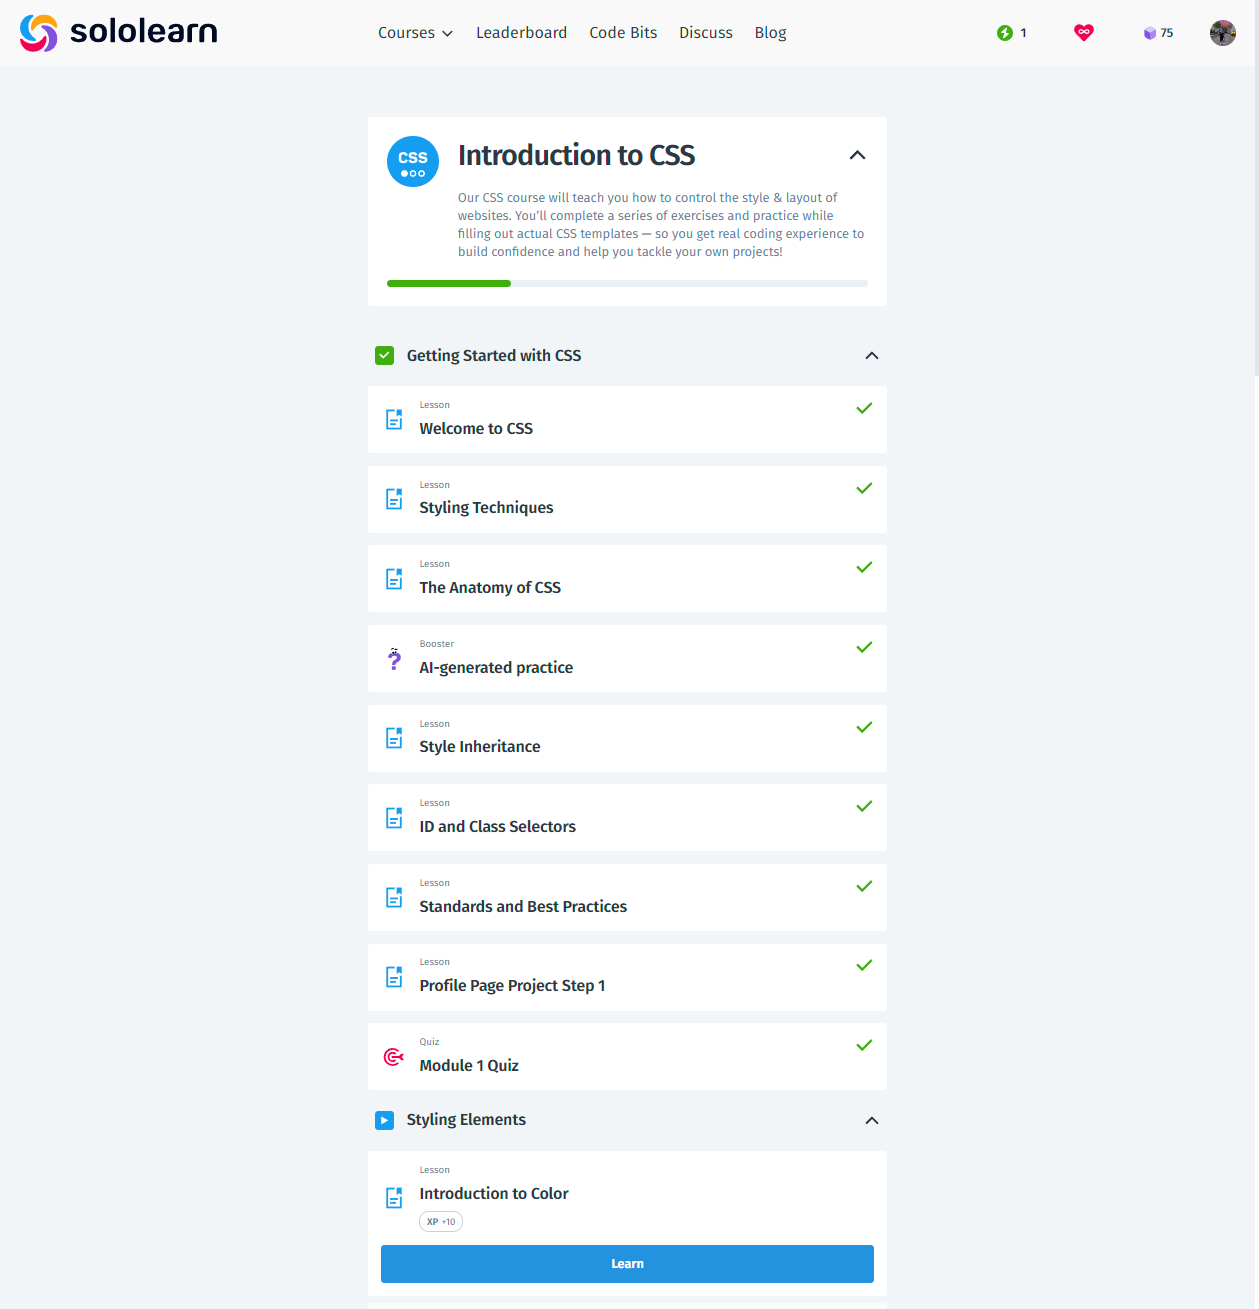 sololearn
Courses
Leaderboard
Code Bits
Discuss
Blog
1
75
CSS
Introduction to CSS
Our CSS course will teach you how to control the style & layout of
websites. You'll complete a series of exercises and practice while
filling out actual CSS templates — so you get real coding experience to
build confidence and help you tackle your own projects!
Getting Started with CSS
Lesson
Welcome to CSS
Lesson
Styling Techniques
Lesson
The Anatomy of CSS
Booster
AI-generated practice
Lesson
Style Inheritance
Lesson
ID and Class Selectors
Lesson
Standards and Best Practices
Lesson
Profile Page Project Step 1
Quiz
Module 1 Quiz
Styling Elements
Lesson
Introduction to Color
XP +10
Learn